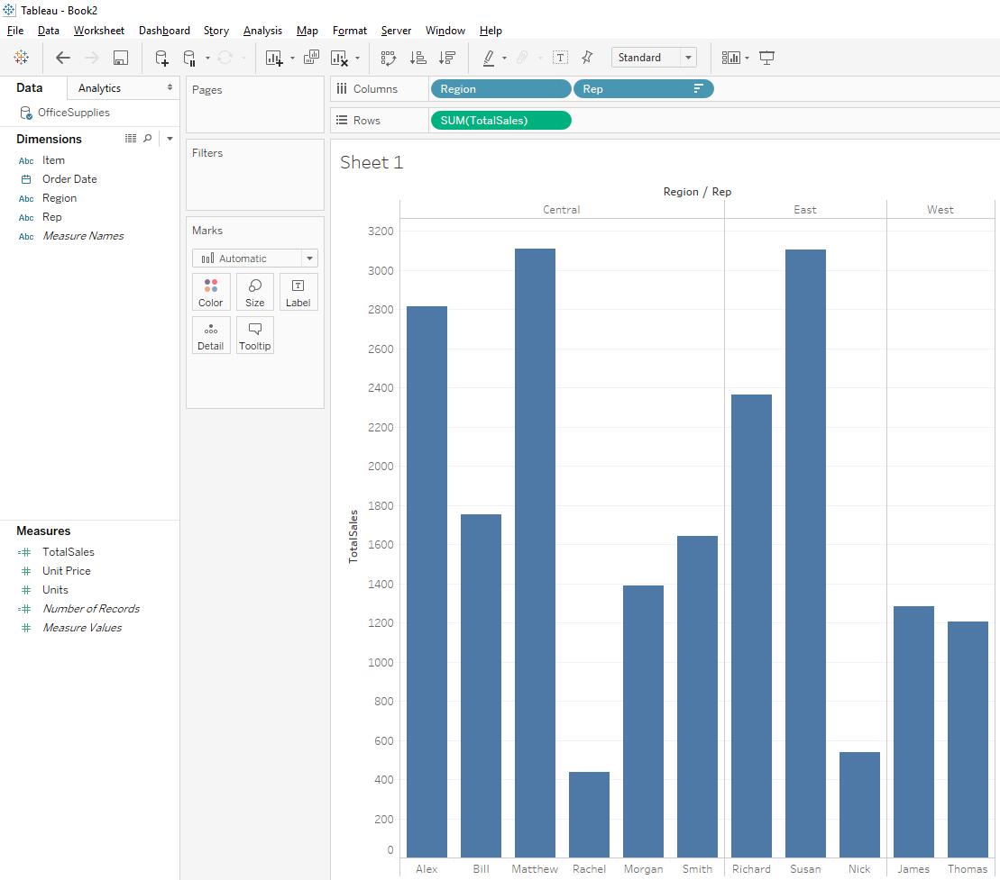 Tableau - Book2
File Data Worksheet Dashboard Story Analysis Map Format Server Window Help
Standard
Data Analytics
OfficeSupplies
Dimensions
Abc Item
Order Date
Abc Region
Abc Rep
Abc Measure Names
Measures
=# TotalSales
# Unit Price
# Units
=# Number of Records
# Measure Values
Pages
Filters
Marks
Automatic
Color Size Label
Detail Tooltip
Columns Region Rep
Rows SUM(TotalSales)
Sheet 1
Region / Rep
Central East West
TotalSales
3200
3000
2800
2600
2400
2200
2000
1800
1600
1400
1200
1000
800
600
400
200
0
Alex Bill Matthew Rachel Morgan Smith Richard Susan Nick James Thomas